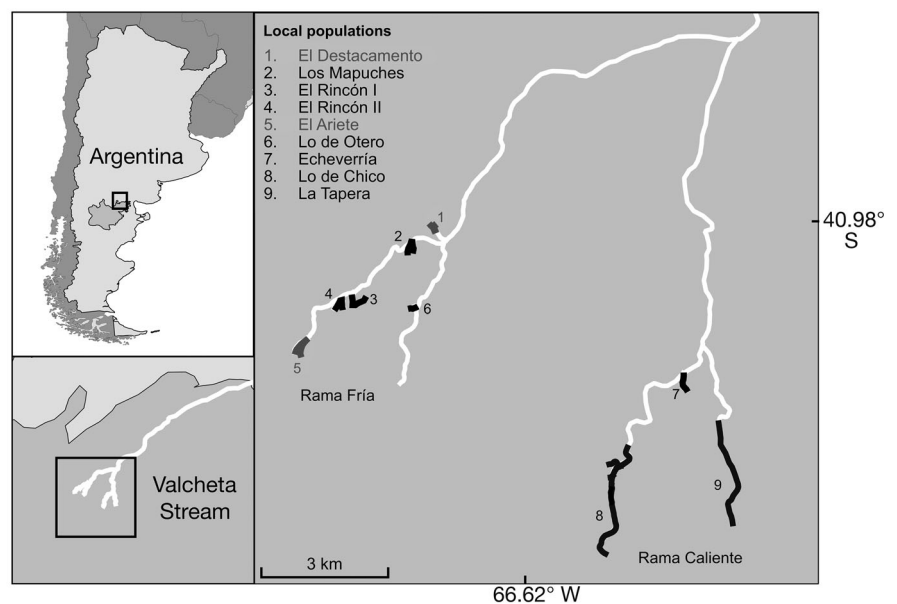 Argentina
Valcheta
Stream
Local populations
1. El Destacamento
2. Los Mapuches
3. El Rincón I
4. El Rincón II
5. El Ariete
6. Lo de Otero
7. Echeverría
8. Lo de Chico
9. La Tapera
1
2
4
3
6
5
Rama Fría
7
9
8
Rama Caliente
3 km
40.98°
S
66.62° W